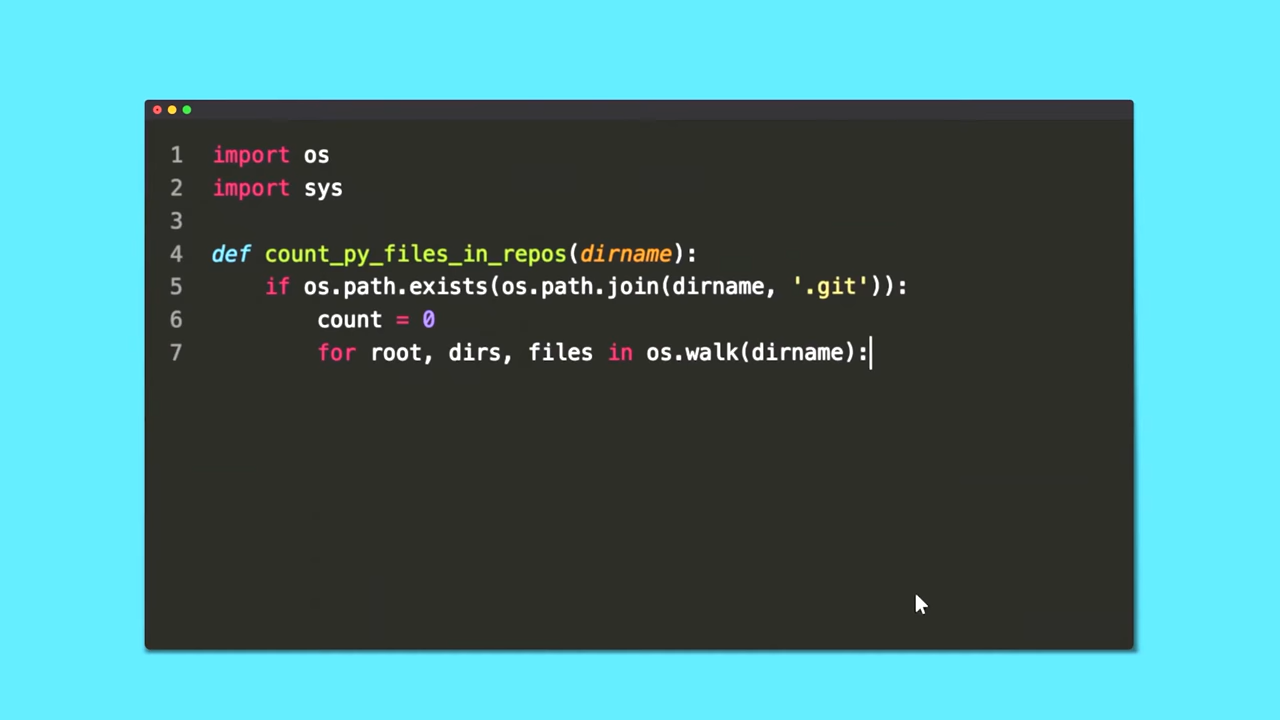 1 import os
2 import sys
3
4 def count_py_files_in_repos(dirname):
5 if os.path.exists(os.path.join(dirname, '.git')):
6 count = 0
7 for root, dirs, files in os.walk(dirname):